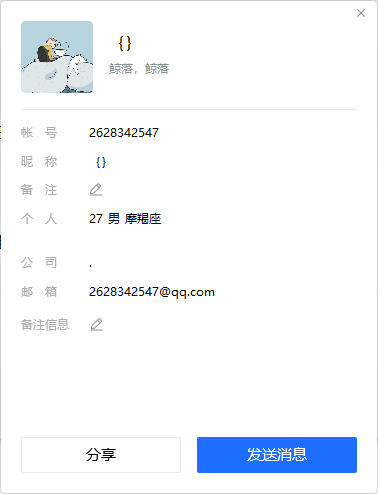 {}
鲸落，鲸落
帐 号 2628342547
昵 称 {}
备 注
个 人 27 男 摩羯座
公 司 .
邮 箱 2628342547@qq.com
备注信息
分享 发送消息